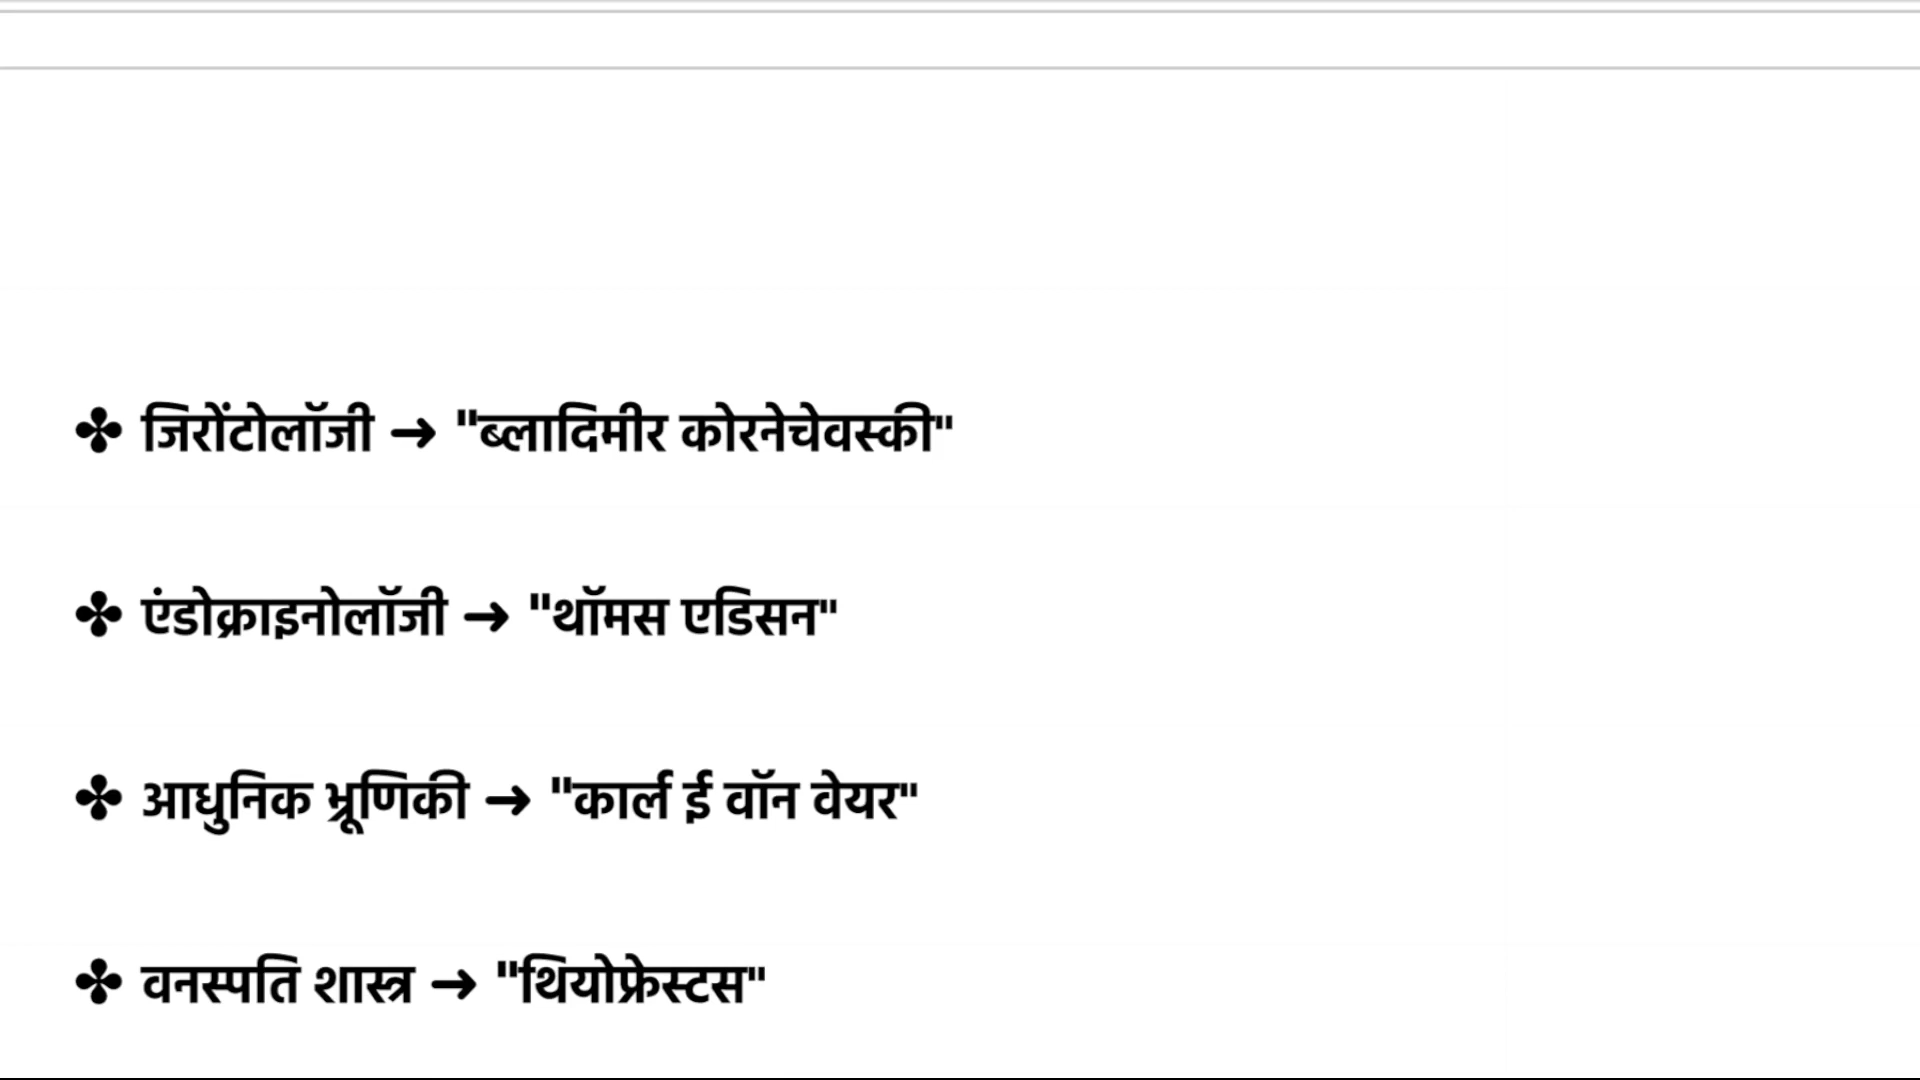 ✤ जिरोंटोलॉजी → "ब्लादिमीर कोरनेचेवस्की"
✤ एंडोक्राइनोलॉजी → "थॉमस एडिसन"
✤ आधुनिक भ्रूणिकी → "कार्ल ई वॉन वेयर"
✤ वनस्पति शास्त्र → "थियोफ्रेस्टस"